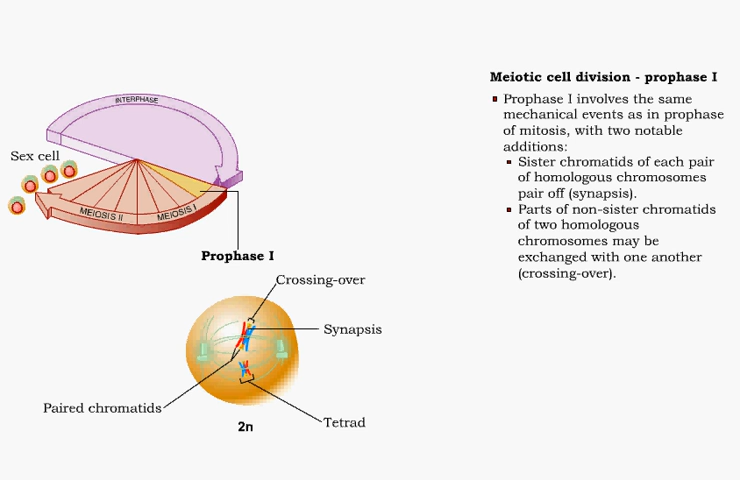 Meiotic cell division - prophase I
Prophase I involves the same
mechanical events as in prophase
of mitosis, with two notable
additions:
Sister chromatids of each pair
of homologous chromosomes
pair off (synapsis).
Parts of non-sister chromatids
of two homologous
chromosomes may be
exchanged with one another
(crossing-over).
INTERPHASE
Sex cell
MEIOSIS II
MEIOSIS I
Prophase I
Crossing-over
Synapsis
Paired chromatids
Tetrad
2n